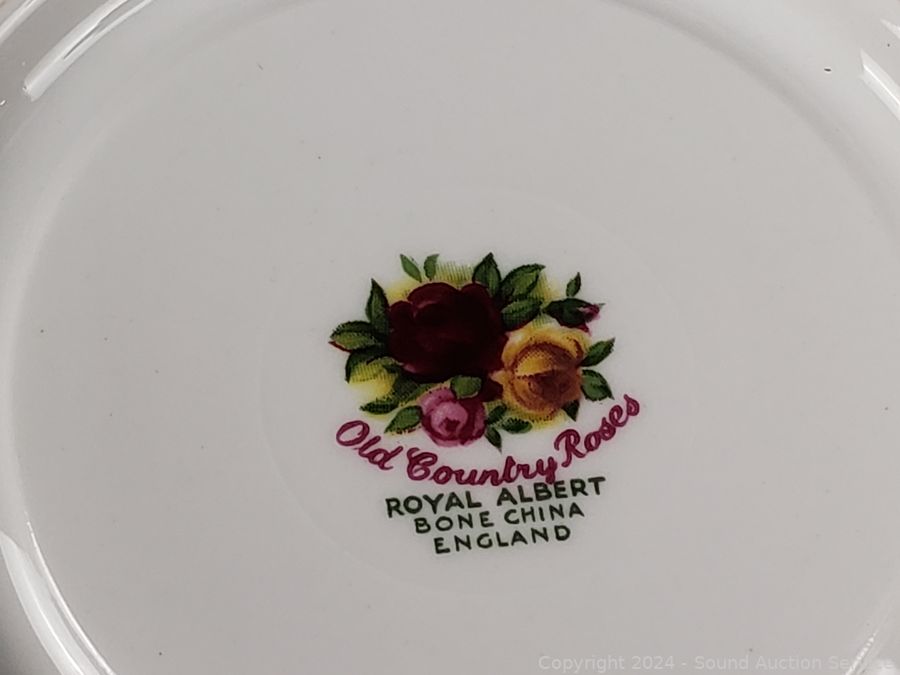 Old Country Roses
ROYAL ALBERT
BONE CHINA
ENGLAND
Copyright 2024 - Sound Auction Service